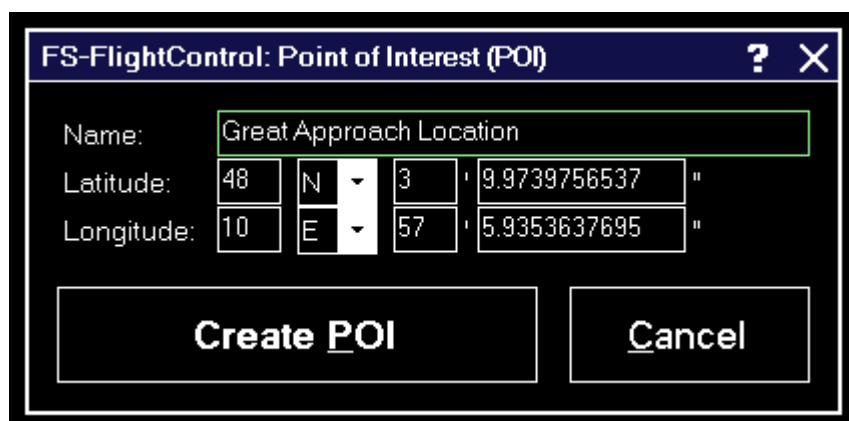 FS-FlightControl: Point of Interest (POI) ? X
Name: Great Approach Location
Latitude: 48 N 3 ' 9.9739756537 "
Longitude: 10 E 57 ' 5.9353637695 "
Create POI Cancel